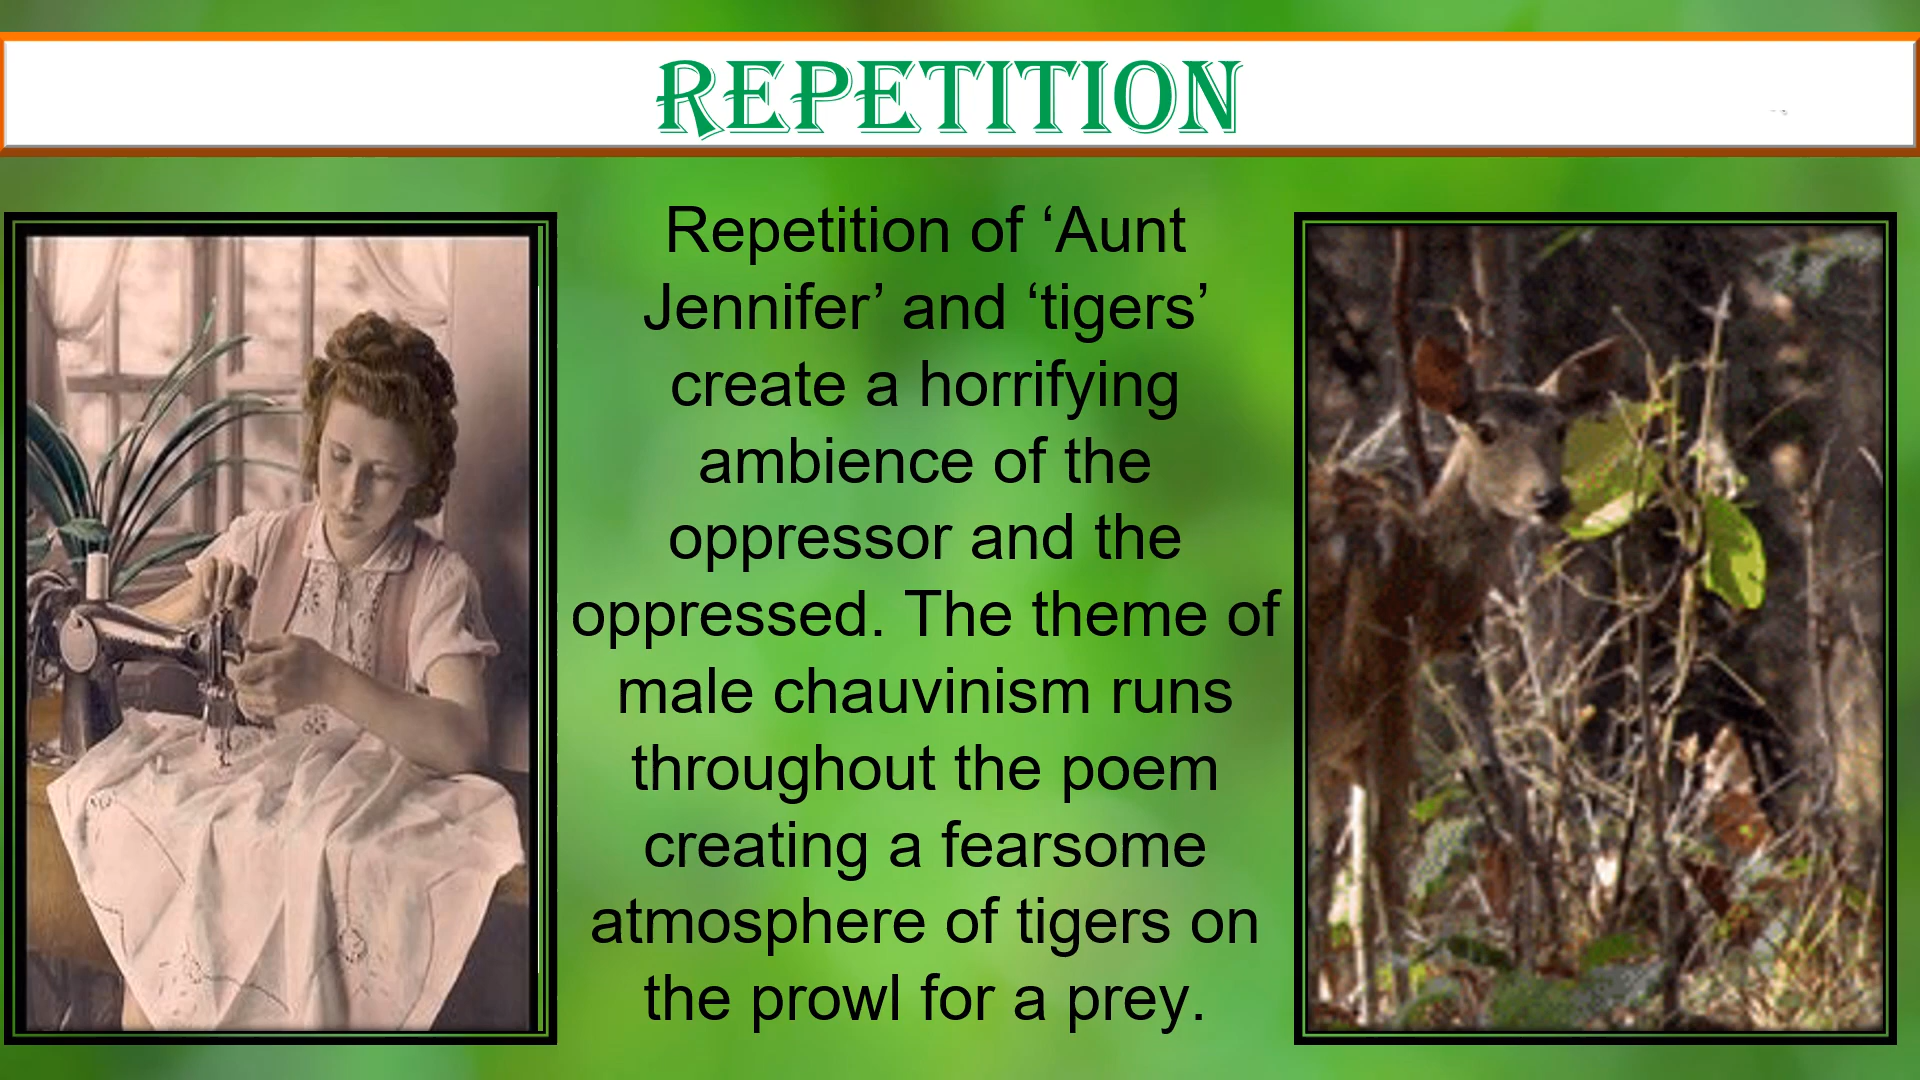 REPETITION
Repetition of ‘Aunt
Jennifer’ and ‘tigers’
create a horrifying
ambience of the
oppressor and the
oppressed. The theme of
male chauvinism runs
throughout the poem
creating a fearsome
atmosphere of tigers on
the prowl for a prey.